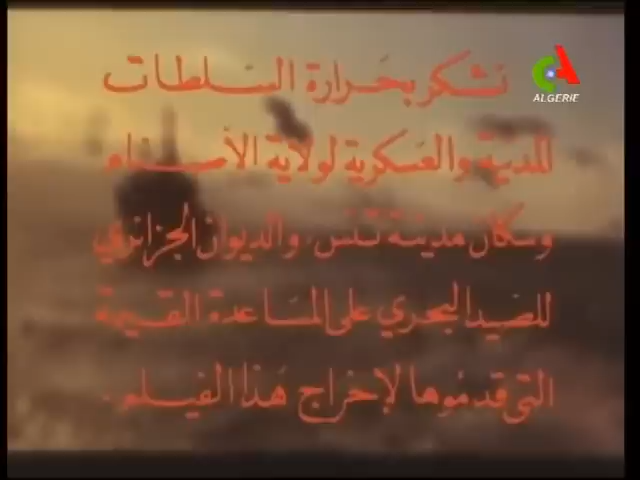 نشكر بحرارة السلطات
المدنية والعسكرية لولاية الأصنام
وسكان مدينة تنس، والديوان الجزائري
للصيد البحري على المساعدة القيمة
التي قدموها لإخراج هذا الفيلم.
ALGERIE